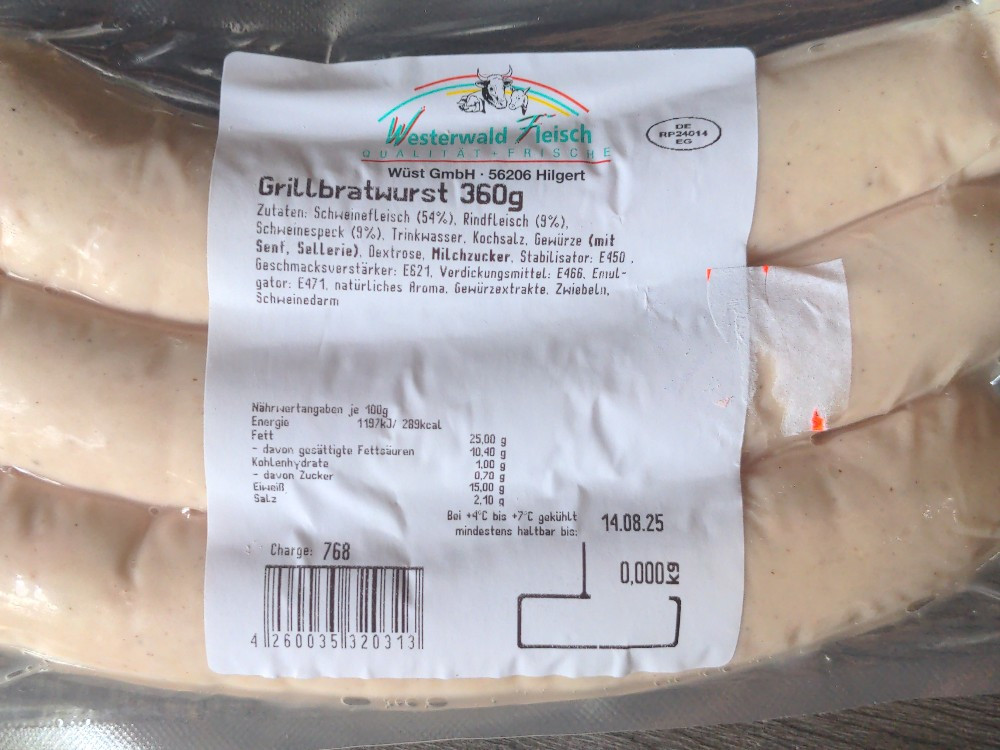 Westerwald Fleisch
QUALITÄT + FRISCHE
Wüst GmbH · 56206 Hilgert
DE
RP24014
EG
Grillbratwurst 360g
Zutaten: Schweinefleisch (54%), Rindfleisch (9%),
Schweinespeck (9%), Trinkwasser, Kochsalz, Gewürze (mit
Senf, Sellerie), Dextrose, Milchzucker, Stabilisator: E450 .
Geschmacksverstärker: E621, Verdickungsmittel: E466, Emul-
gator: E471, natürliches Aroma, Gewürzextrakte, Zwiebeln,
Schweinedarm
Nährwertangaben je 100g
Energie 1197kJ/ 289kcal
Fett 25,00 g
- davon gesättigte Fettsäuren 10,40 g
Kohlenhydrate 1,00 g
- davon Zucker 0,70 g
Eiweiß 15,00 g
Salz 2,10 g
Bei +4°C bis +7°C gekühlt
mindestens haltbar bis: 14.08.25
Charge: 768
0,000 kg
4 260035 320313